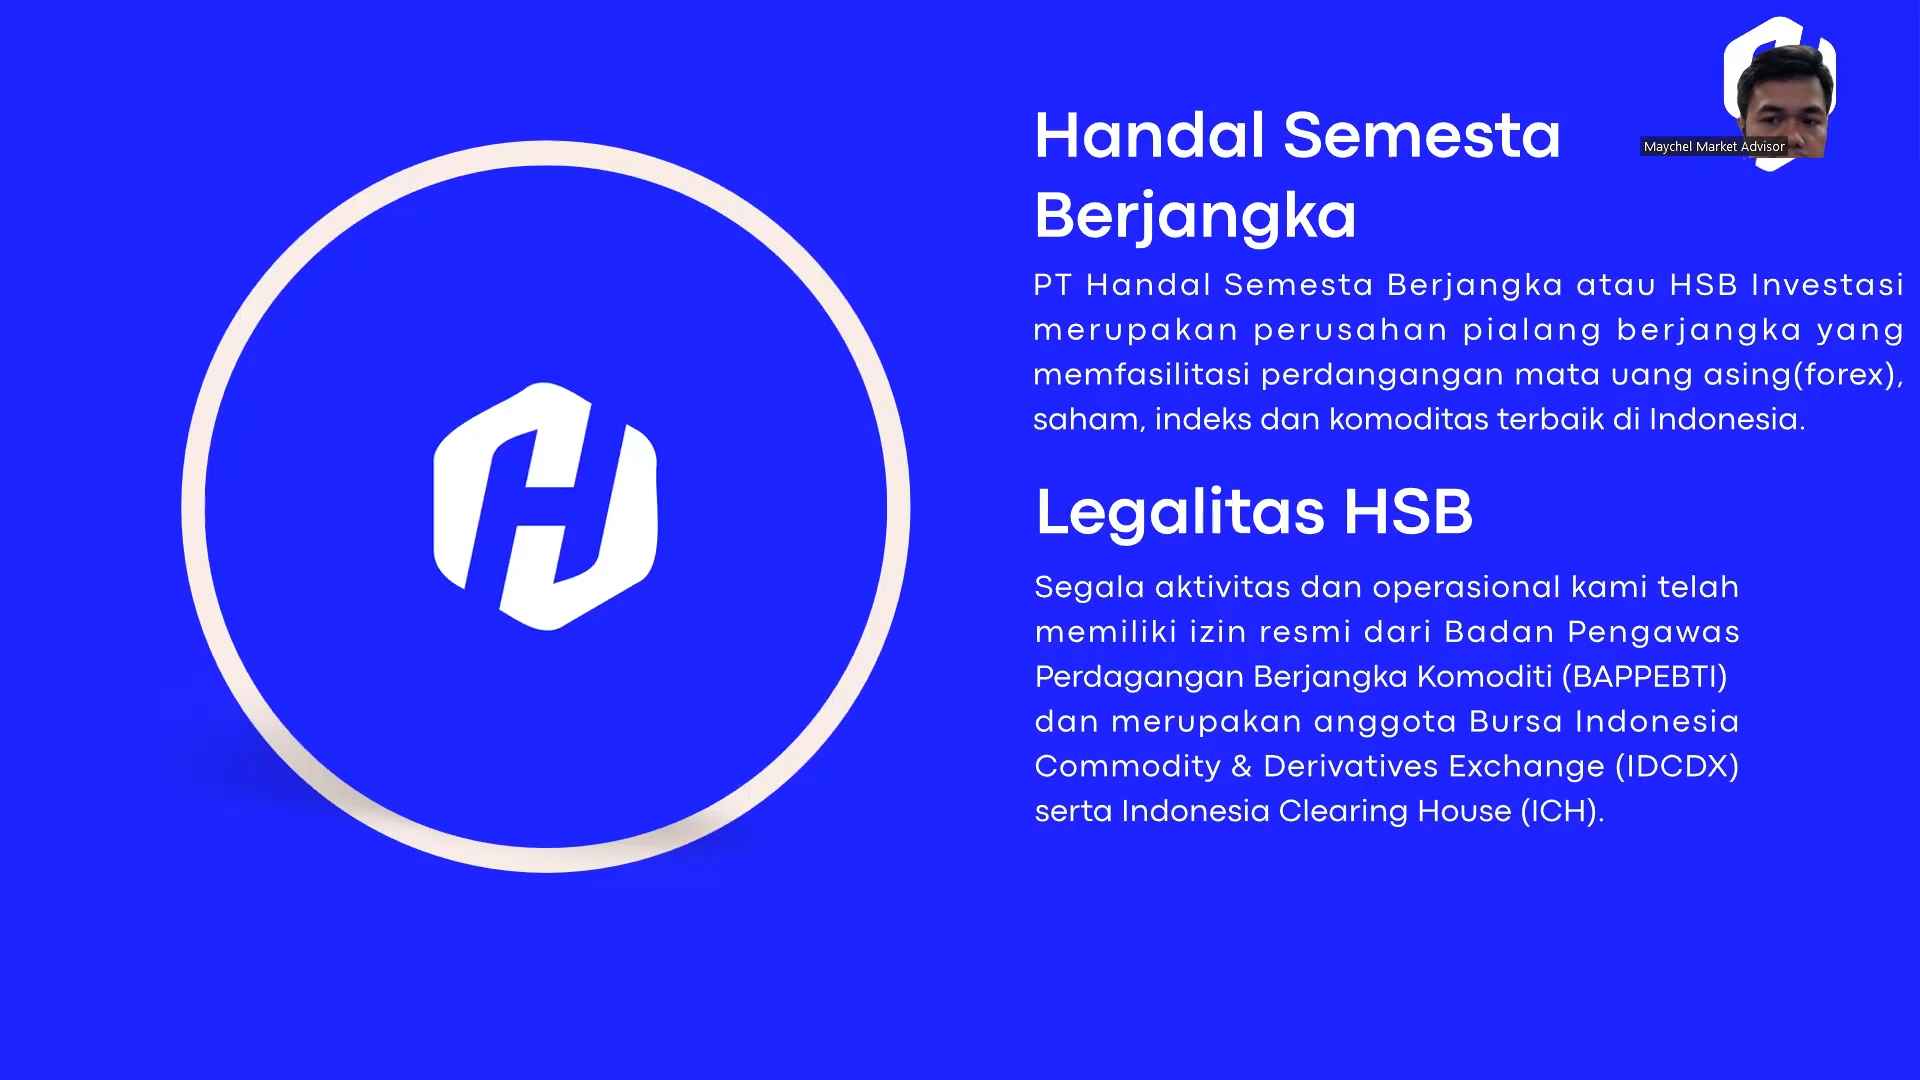 Handal Semesta
Berjangka
PT Handal Semesta Berjangka atau HSB Investasi
merupakan perusahan pialang berjangka yang
memfasilitasi perdangangan mata uang asing(forex),
saham, indeks dan komoditas terbaik di Indonesia.
Legalitas HSB
Segala aktivitas dan operasional kami telah
memiliki izin resmi dari Badan Pengawas
Perdagangan Berjangka Komoditi (BAPPEBTI)
dan merupakan anggota Bursa Indonesia
Commodity & Derivatives Exchange (IDCDX)
serta Indonesia Clearing House (ICH).
Maychel Market Advisor